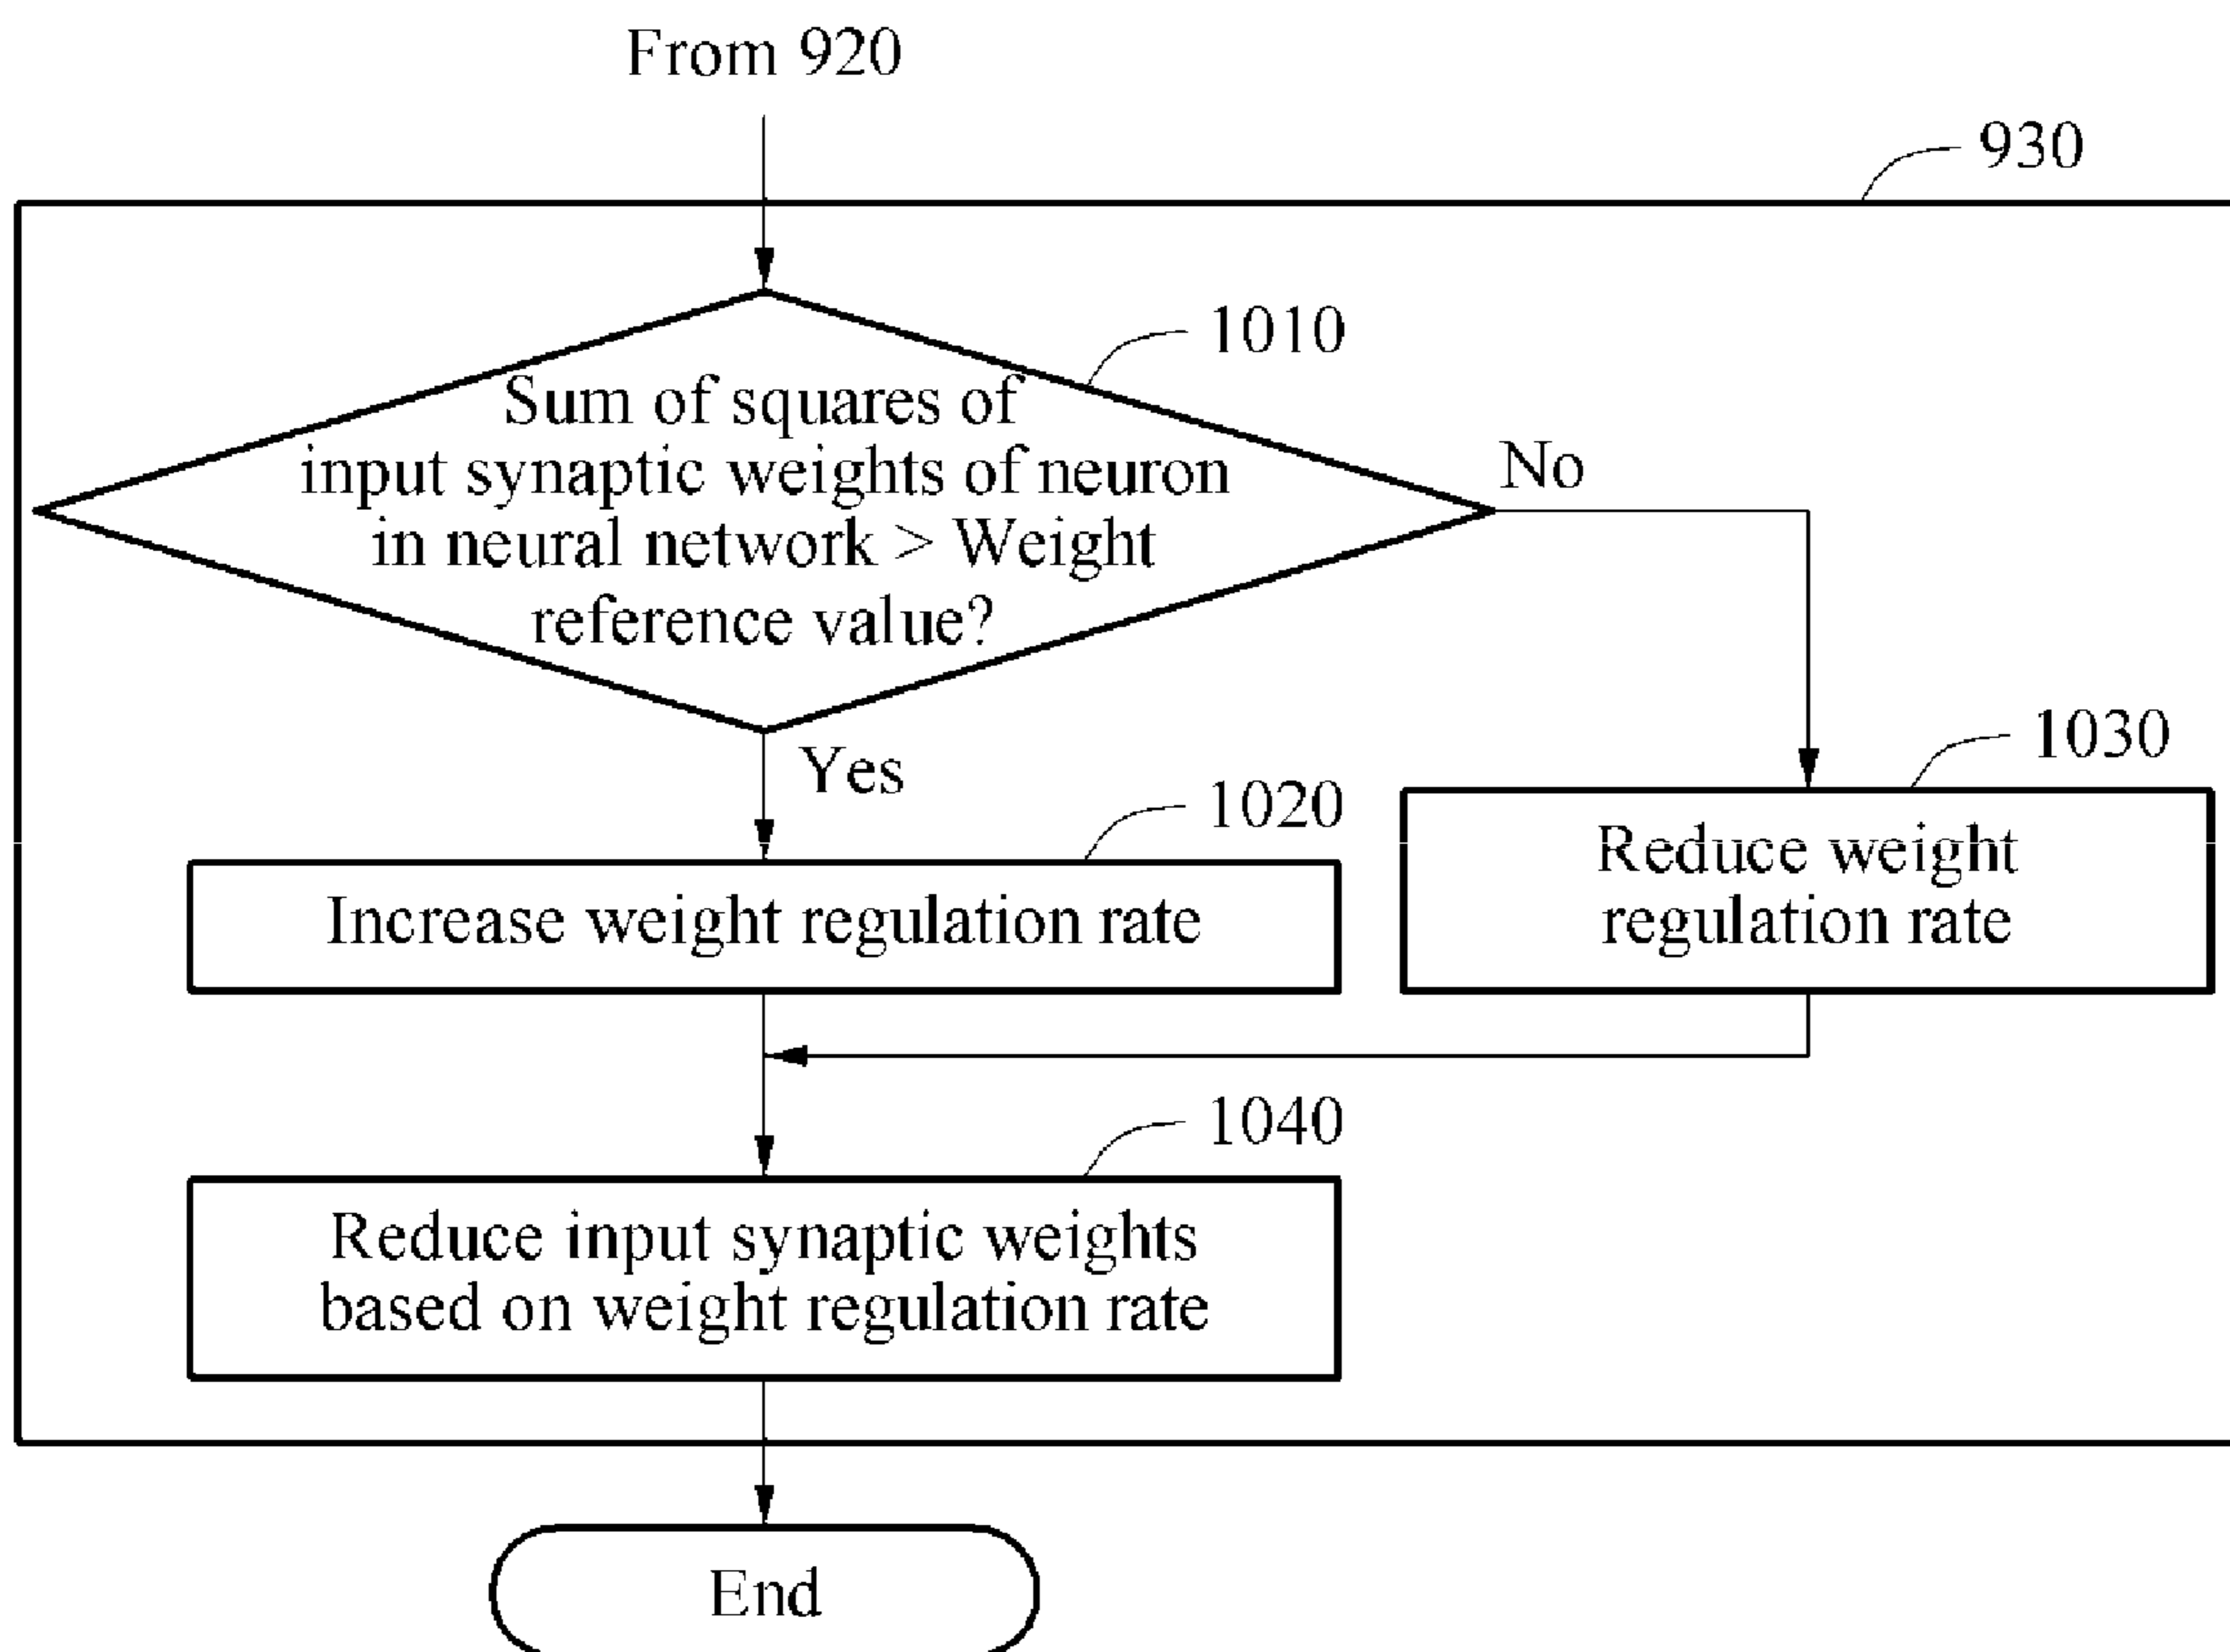 From 920
930
1010
Sum of squares of
input synaptic weights of neuron
in neural network > Weight
reference value?
No
Yes
1020
Increase weight regulation rate
1030
Reduce weight
regulation rate
1040
Reduce input synaptic weights
based on weight regulation rate
End